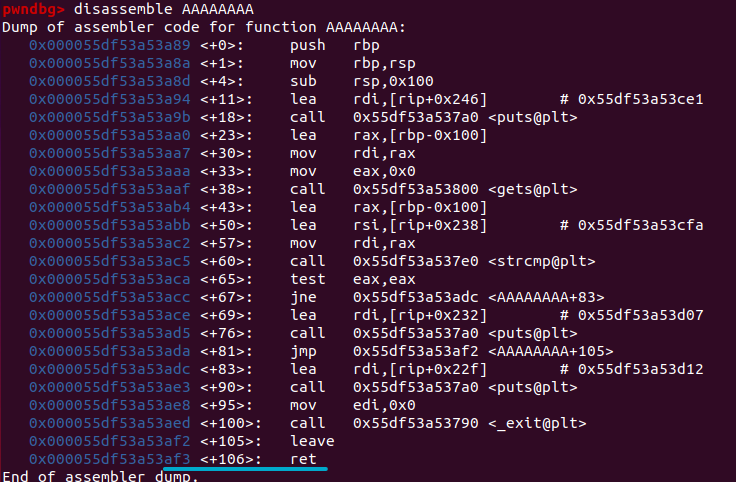 pwndbg> disassemble AAAAAAAA
Dump of assembler code for function AAAAAAAA:
   0x000055df53a53a89 <+0>:     push   rbp
   0x000055df53a53a8a <+1>:     mov    rbp,rsp
   0x000055df53a53a8d <+4>:     sub    rsp,0x100
   0x000055df53a53a94 <+11>:    lea    rdi,[rip+0x246]        # 0x55df53a53ce1
   0x000055df53a53a9b <+18>:    call   0x55df53a537a0 <puts@plt>
   0x000055df53a53aa0 <+23>:    lea    rax,[rbp-0x100]
   0x000055df53a53aa7 <+30>:    mov    rdi,rax
   0x000055df53a53aaa <+33>:    mov    eax,0x0
   0x000055df53a53aaf <+38>:    call   0x55df53a53800 <gets@plt>
   0x000055df53a53ab4 <+43>:    lea    rax,[rbp-0x100]
   0x000055df53a53abb <+50>:    lea    rsi,[rip+0x238]        # 0x55df53a53cfa
   0x000055df53a53ac2 <+57>:    mov    rdi,rax
   0x000055df53a53ac5 <+60>:    call   0x55df53a537e0 <strcmp@plt>
   0x000055df53a53aca <+65>:    test   eax,eax
   0x000055df53a53acc <+67>:    jne    0x55df53a53adc <AAAAAAAA+83>
   0x000055df53a53ace <+69>:    lea    rdi,[rip+0x232]        # 0x55df53a53d07
   0x000055df53a53ad5 <+76>:    call   0x55df53a537a0 <puts@plt>
   0x000055df53a53ada <+81>:    jmp    0x55df53a53af2 <AAAAAAAA+105>
   0x000055df53a53adc <+83>:    lea    rdi,[rip+0x22f]        # 0x55df53a53d12
   0x000055df53a53ae3 <+90>:    call   0x55df53a537a0 <puts@plt>
   0x000055df53a53ae8 <+95>:    mov    edi,0x0
   0x000055df53a53aed <+100>:   call   0x55df53a53790 <_exit@plt>
   0x000055df53a53af2 <+105>:   leave
   0x000055df53a53af3 <+106>:   ret
End of assembler dump.